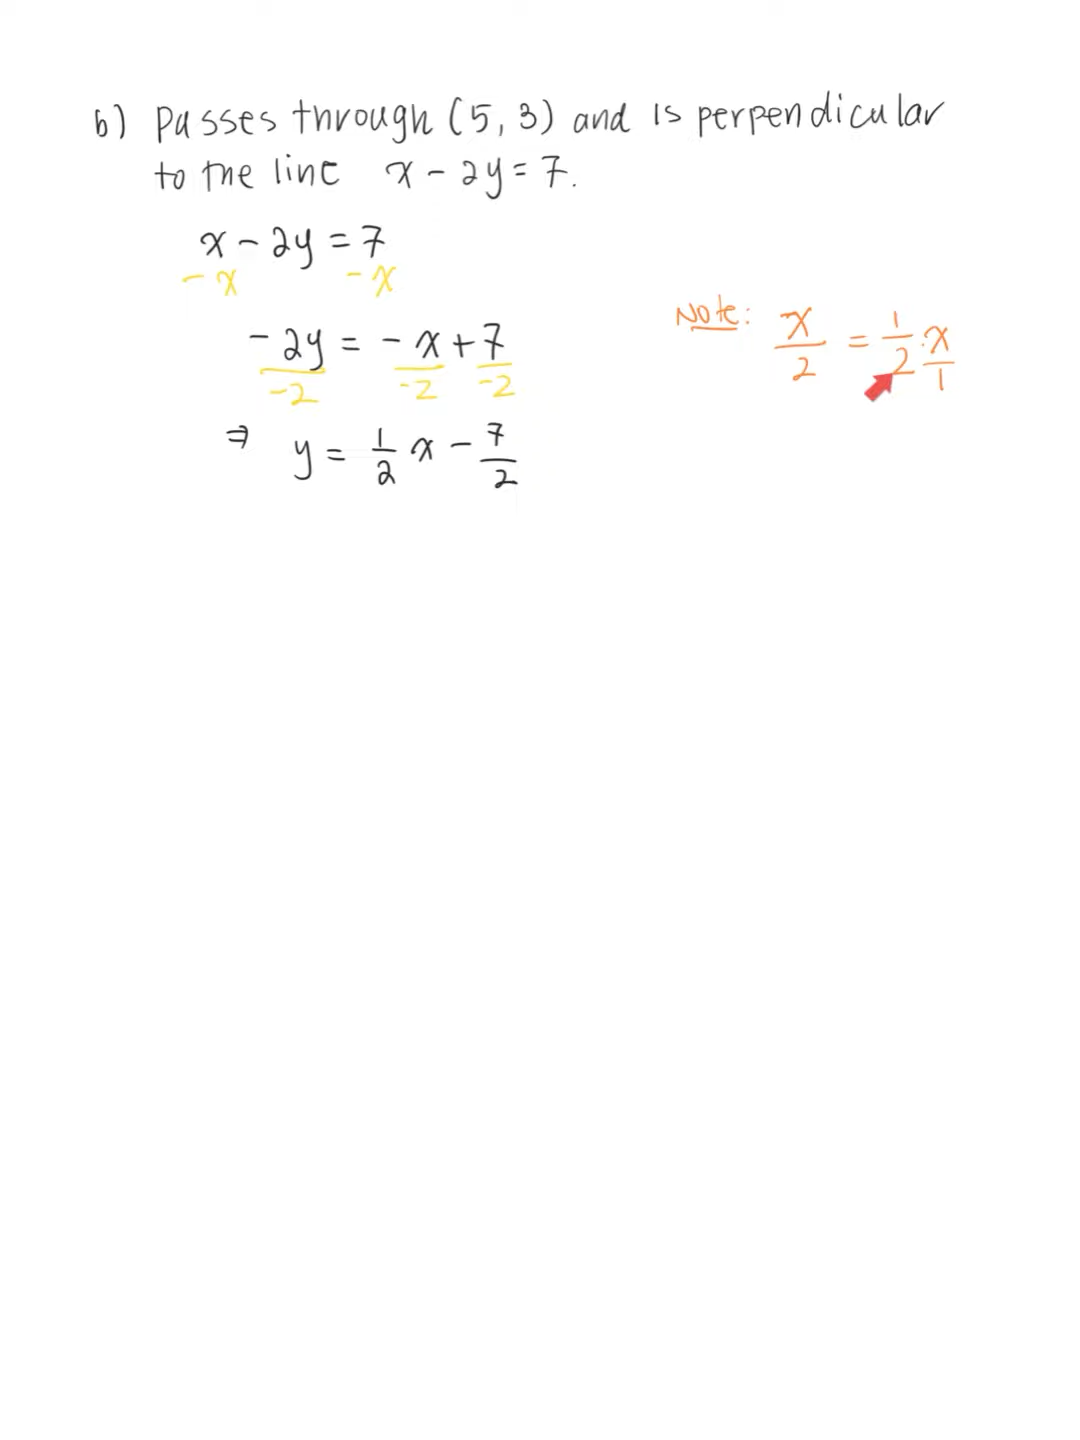 b) Passes through (5, 3) and is perpendicular
to the line x - 2y = 7.
x - 2y = 7
- x - x
- 2y = - x + 7
-2 -2 -2
⇒ y = 1/2 x - 7/2
Note: x/2 = 1/2 · x/1